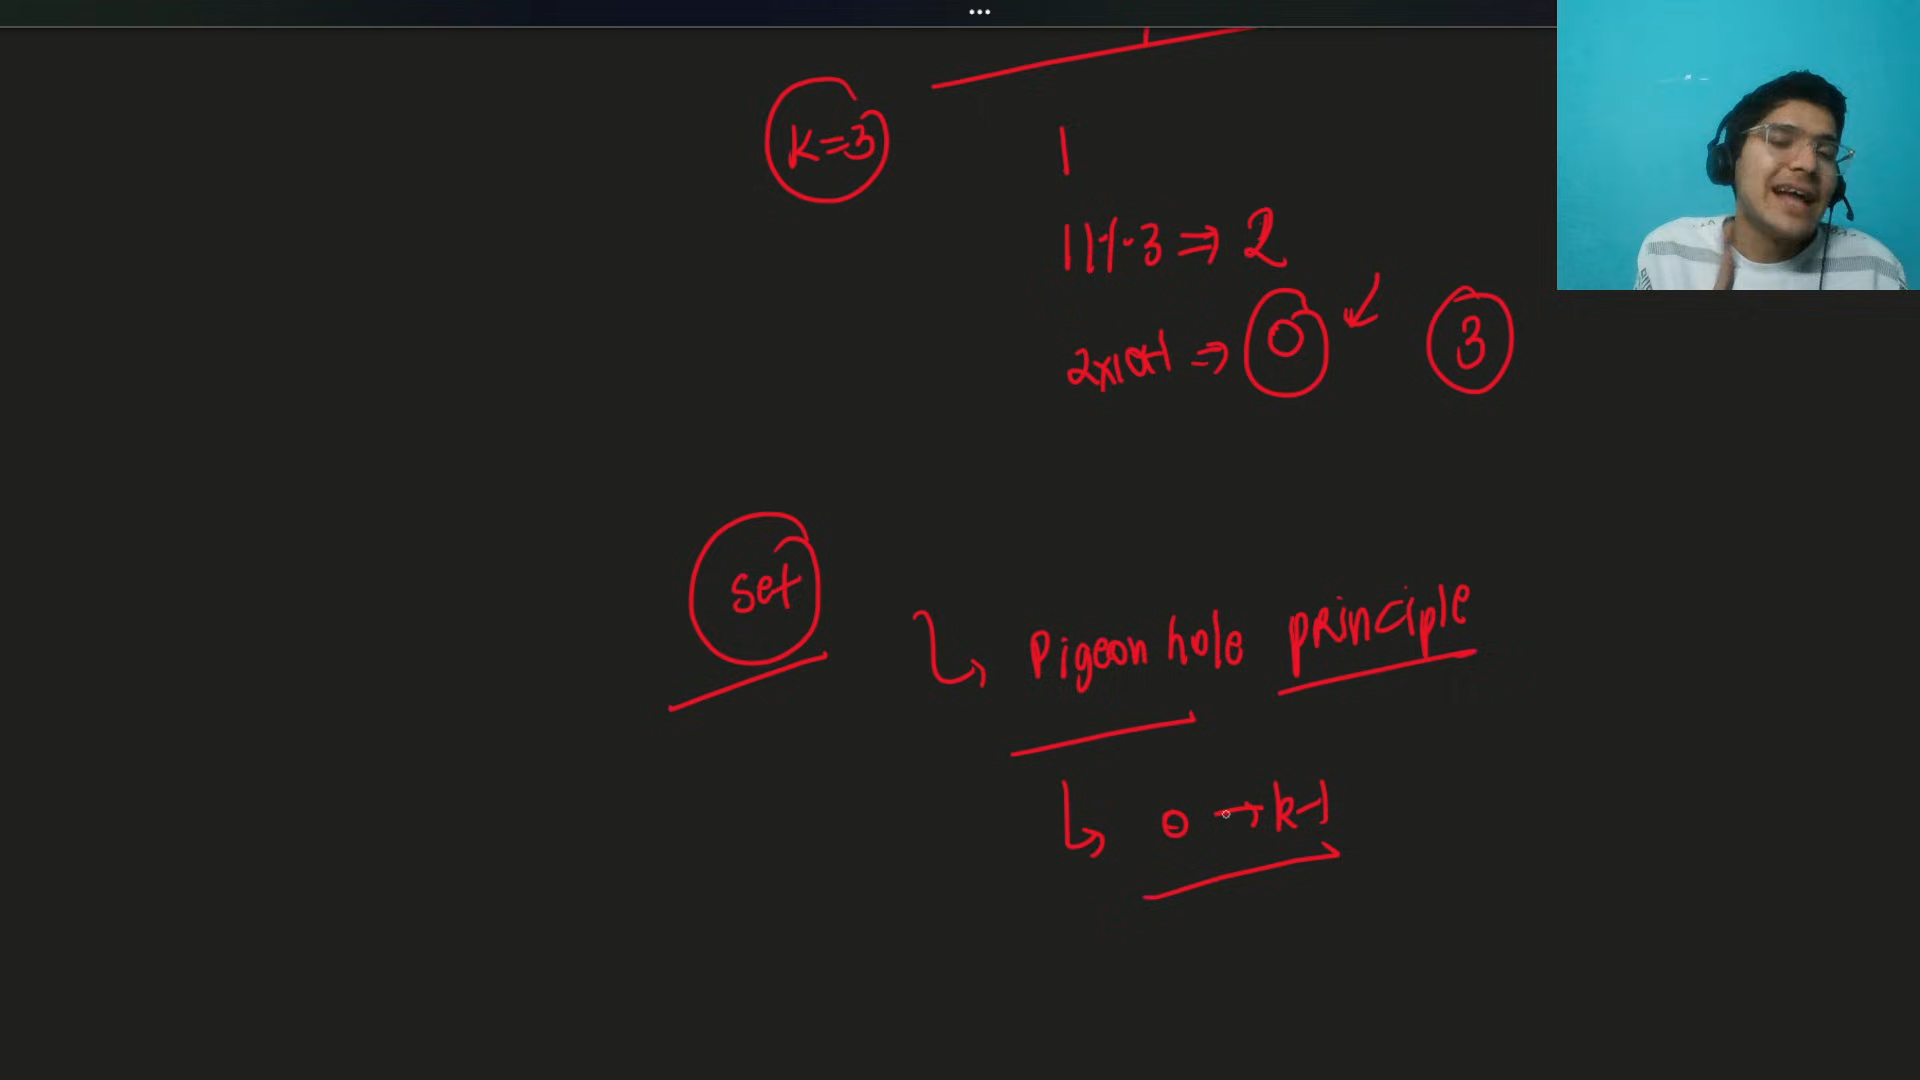 ...
K=3
1
11%3 ⇒ 2
2x10+1 ⇒ 0
3
set
Pigeon hole principle
0 → k-1